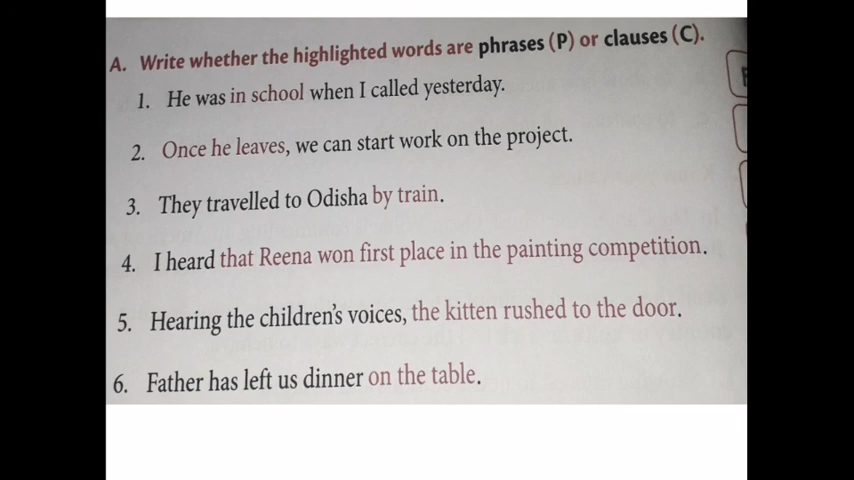 A. Write whether the highlighted words are phrases (P) or clauses (C).
1. He was in school when I called yesterday.
2. Once he leaves, we can start work on the project.
3. They travelled to Odisha by train.
4. I heard that Reena won first place in the painting competition.
5. Hearing the children's voices, the kitten rushed to the door.
6. Father has left us dinner on the table.